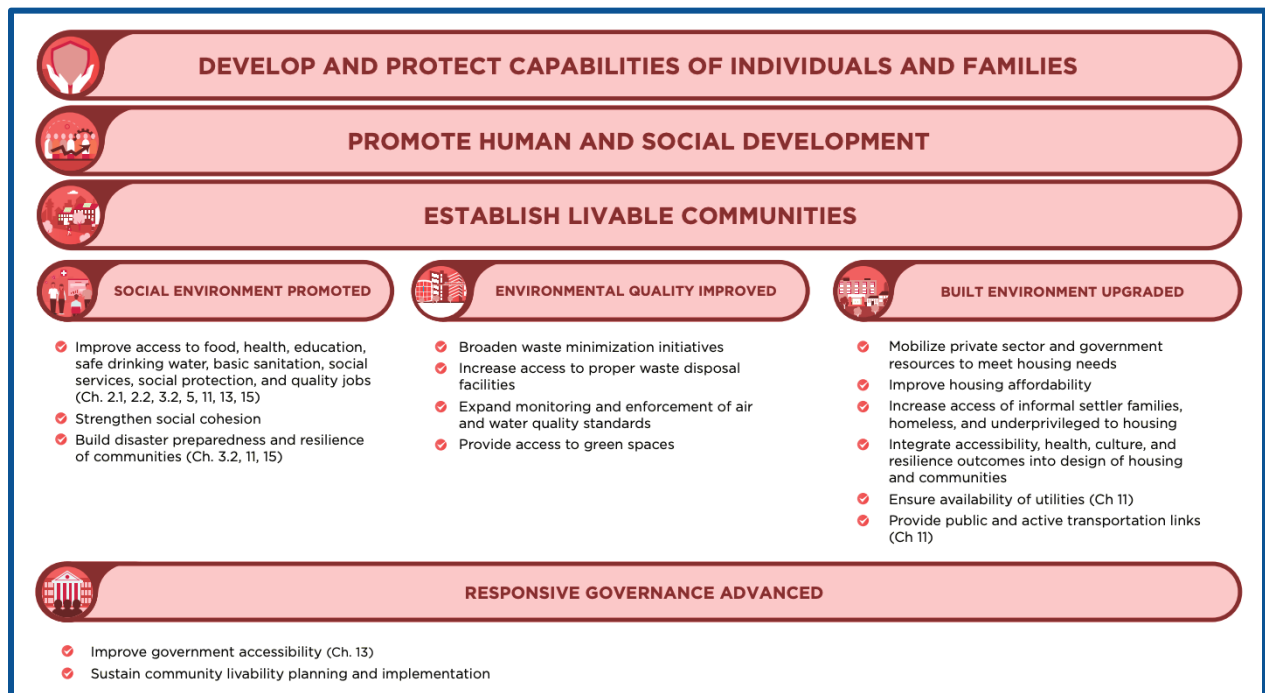 DEVELOP AND PROTECT CAPABILITIES OF INDIVIDUALS AND FAMILIES
PROMOTE HUMAN AND SOCIAL DEVELOPMENT
ESTABLISH LIVABLE COMMUNITIES
SOCIAL ENVIRONMENT PROMOTED
Improve access to food, health, education,
safe drinking water, basic sanitation, social
services, social protection, and quality jobs
(Ch. 2.1, 2.2, 3.2, 5, 11, 13, 15)
Strengthen social cohesion
Build disaster preparedness and resilience
of communities (Ch. 3.2, 11, 15)
ENVIRONMENTAL QUALITY IMPROVED
Broaden waste minimization initiatives
Increase access to proper waste disposal
facilities
Expand monitoring and enforcement of air
and water quality standards
Provide access to green spaces
BUILT ENVIRONMENT UPGRADED
Mobilize private sector and government
resources to meet housing needs
Improve housing affordability
Increase access of informal settler families,
homeless, and underprivileged to housing
Integrate accessibility, health, culture, and
resilience outcomes into design of housing
and communities
Ensure availability of utilities (Ch 11)
Provide public and active transportation links
(Ch 11)
RESPONSIVE GOVERNANCE ADVANCED
Improve government accessibility (Ch. 13)
Sustain community livability planning and implementation